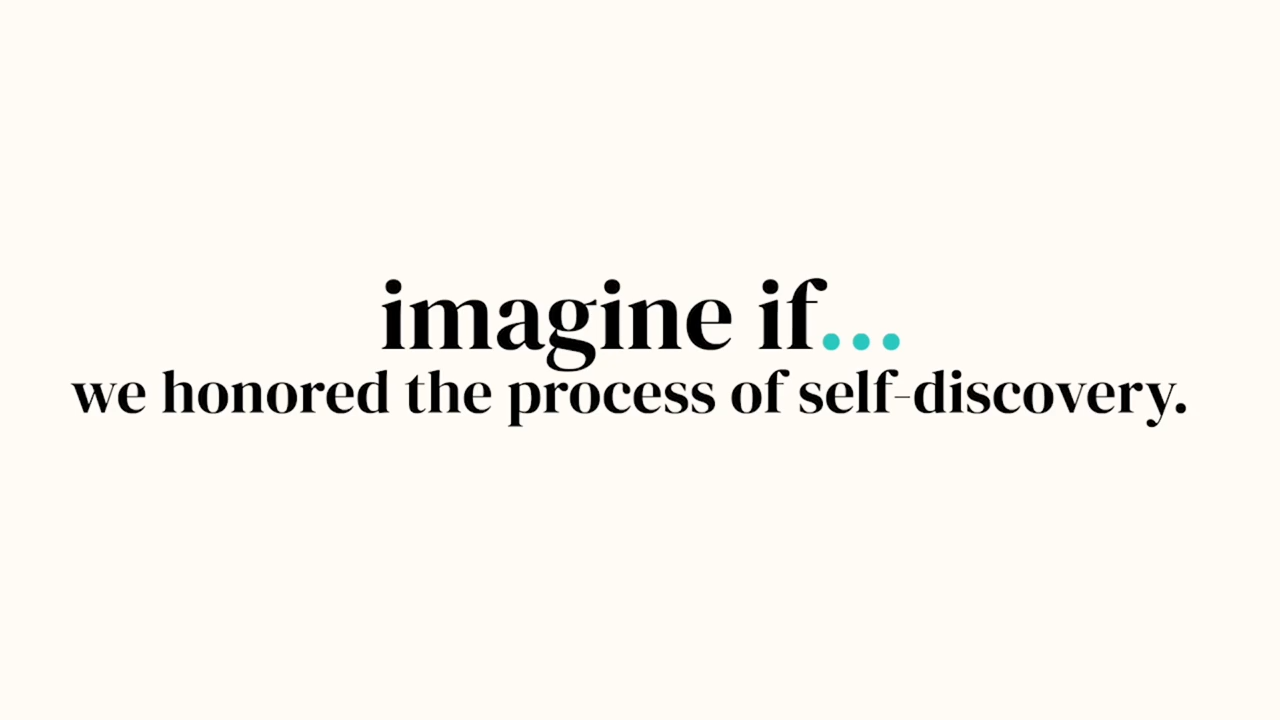 imagine if...
we honored the process of self-discovery.